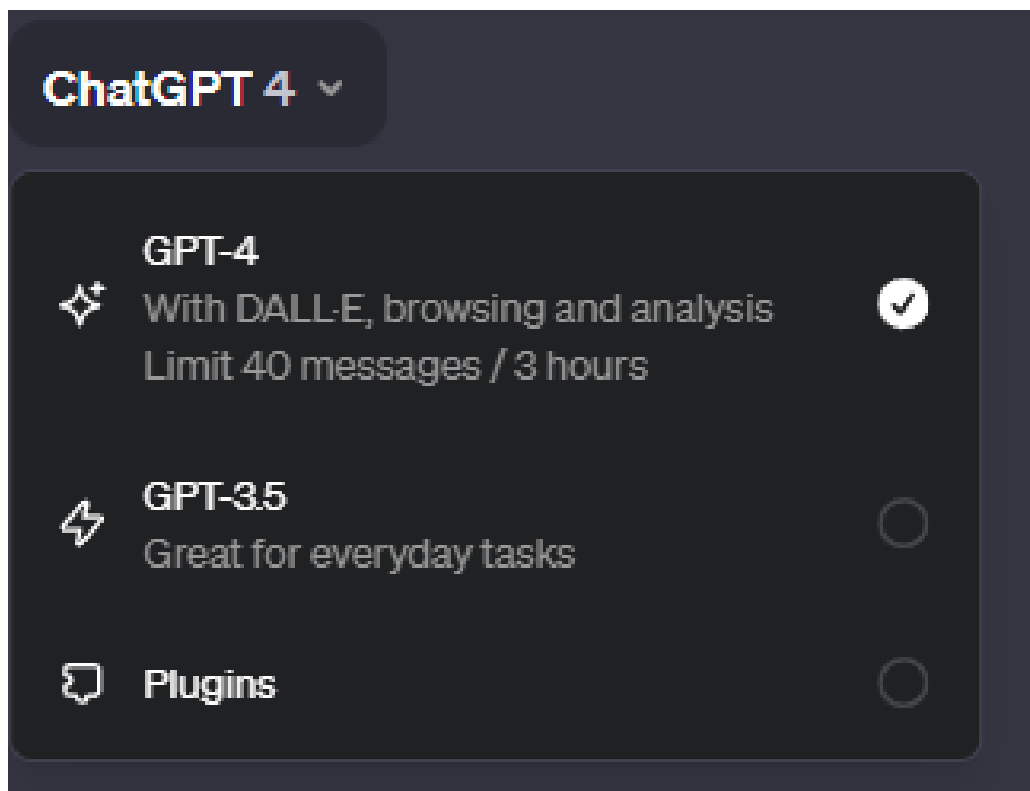 ChatGPT 4
GPT-4
With DALL·E, browsing and analysis
Limit 40 messages / 3 hours
GPT-3.5
Great for everyday tasks
Plugins